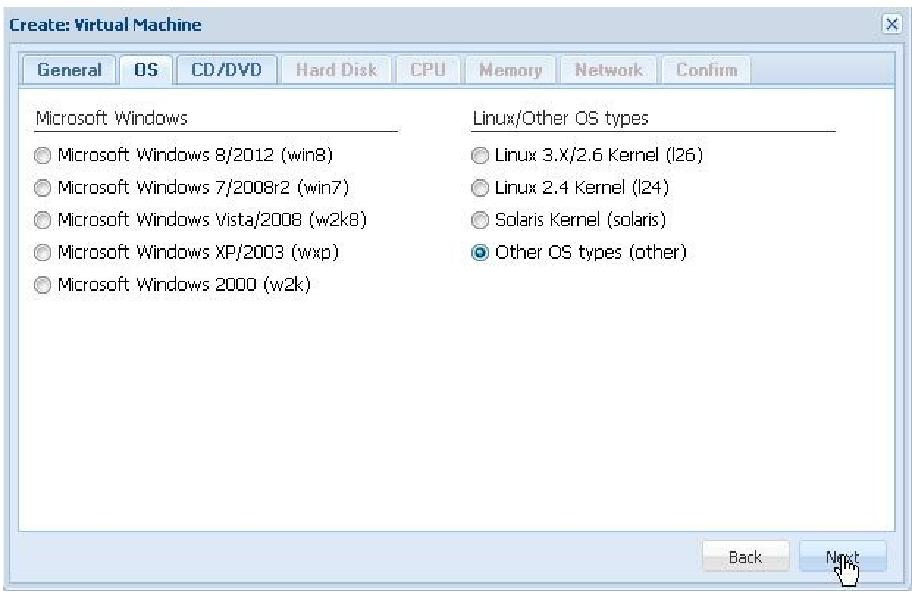 Create: Virtual Machine
General OS CD/DVD Hard Disk CPU Memory Network Confirm
Microsoft Windows
Microsoft Windows 8/2012 (win8)
Microsoft Windows 7/2008r2 (win7)
Microsoft Windows Vista/2008 (w2k8)
Microsoft Windows XP/2003 (wxp)
Microsoft Windows 2000 (w2k)
Linux/Other OS types
Linux 3.X/2.6 Kernel (l26)
Linux 2.4 Kernel (l24)
Solaris Kernel (solaris)
Other OS types (other)
Back Next